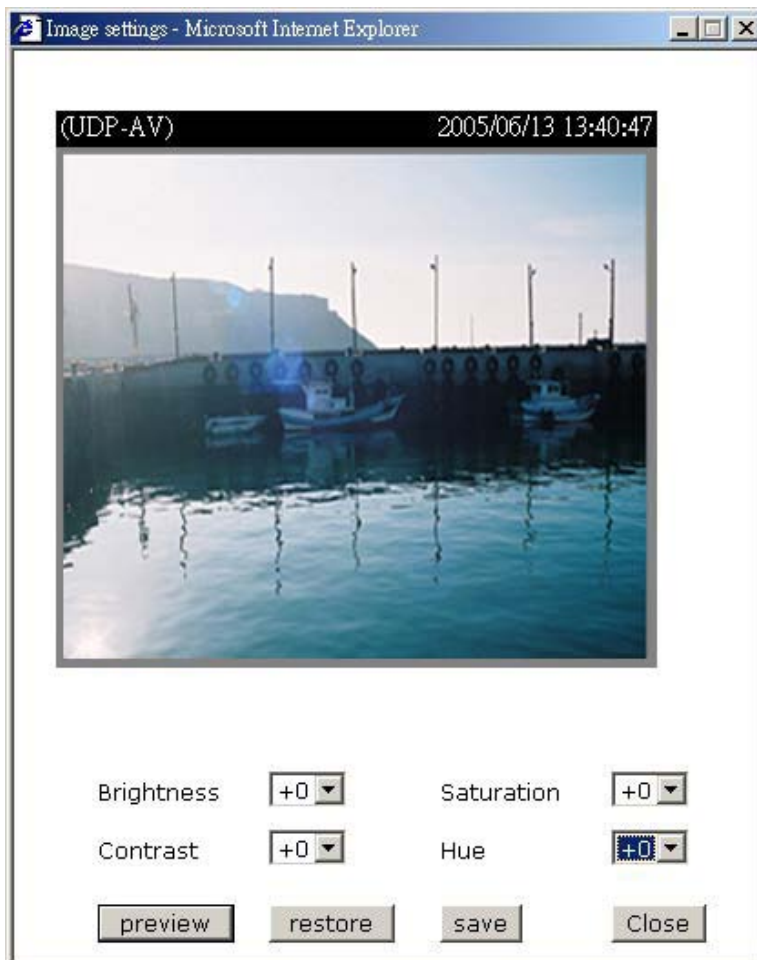 Image settings - Microsoft Internet Explorer
(UDP-AV) 2005/06/13 13:40:47
Brightness +0 Saturation +0
Contrast +0 Hue +0
preview restore save Close